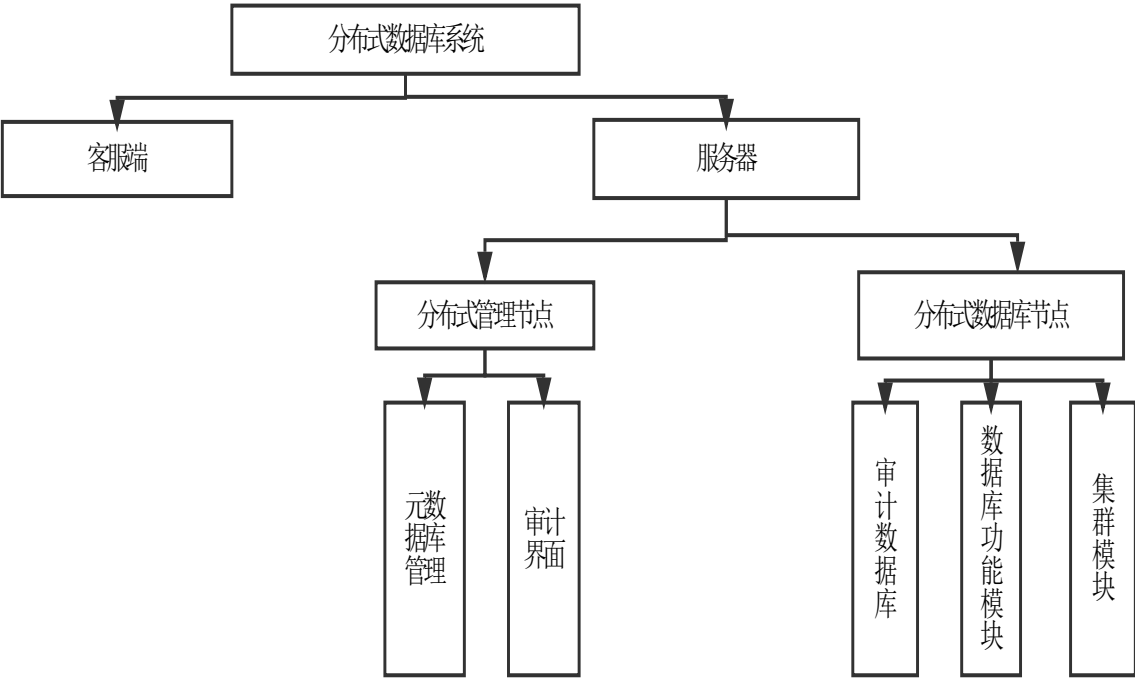 分布式数据库系统
客服端
服务器
分布式管理节点
分布式数据库节点
元数
据库
管理
审计
界面
审计数据库
数据库功能模块
集群模块